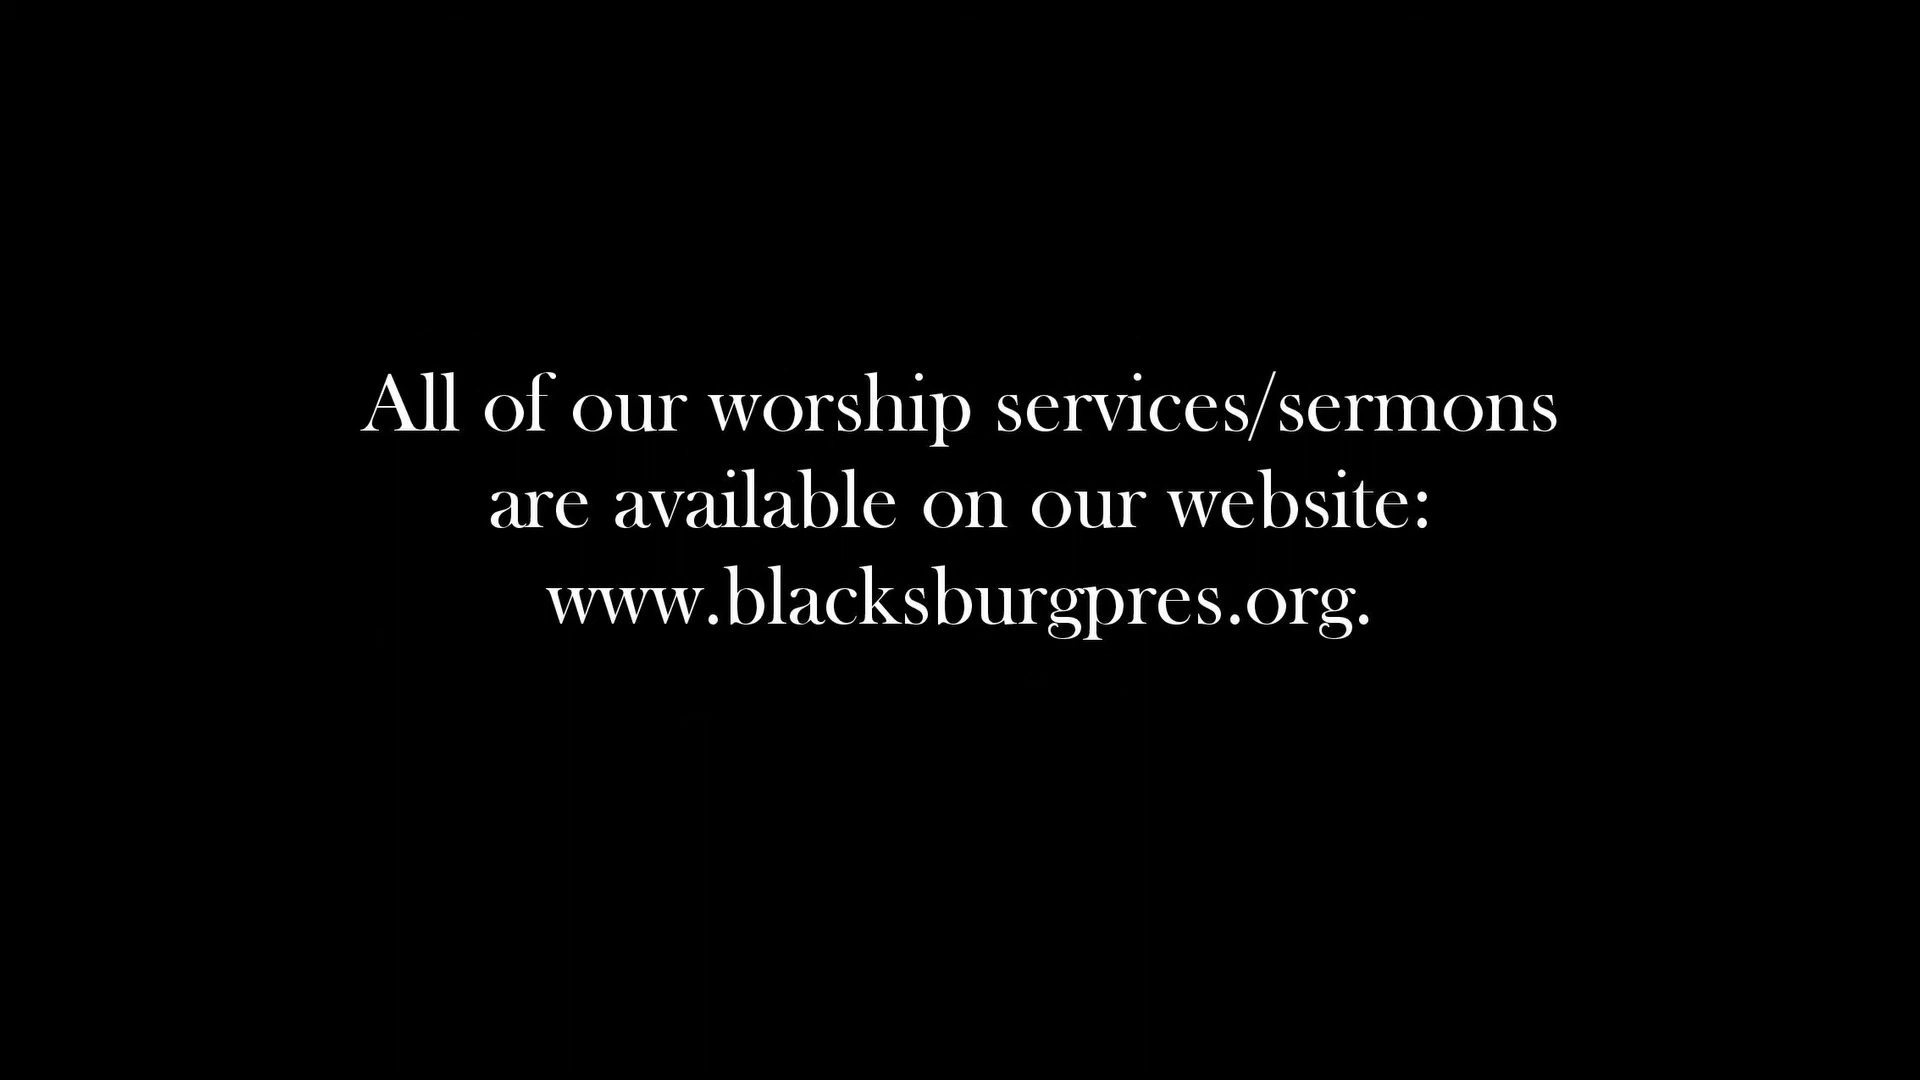 All of our worship services/sermons
are available on our website:
www.blacksburgpres.org.